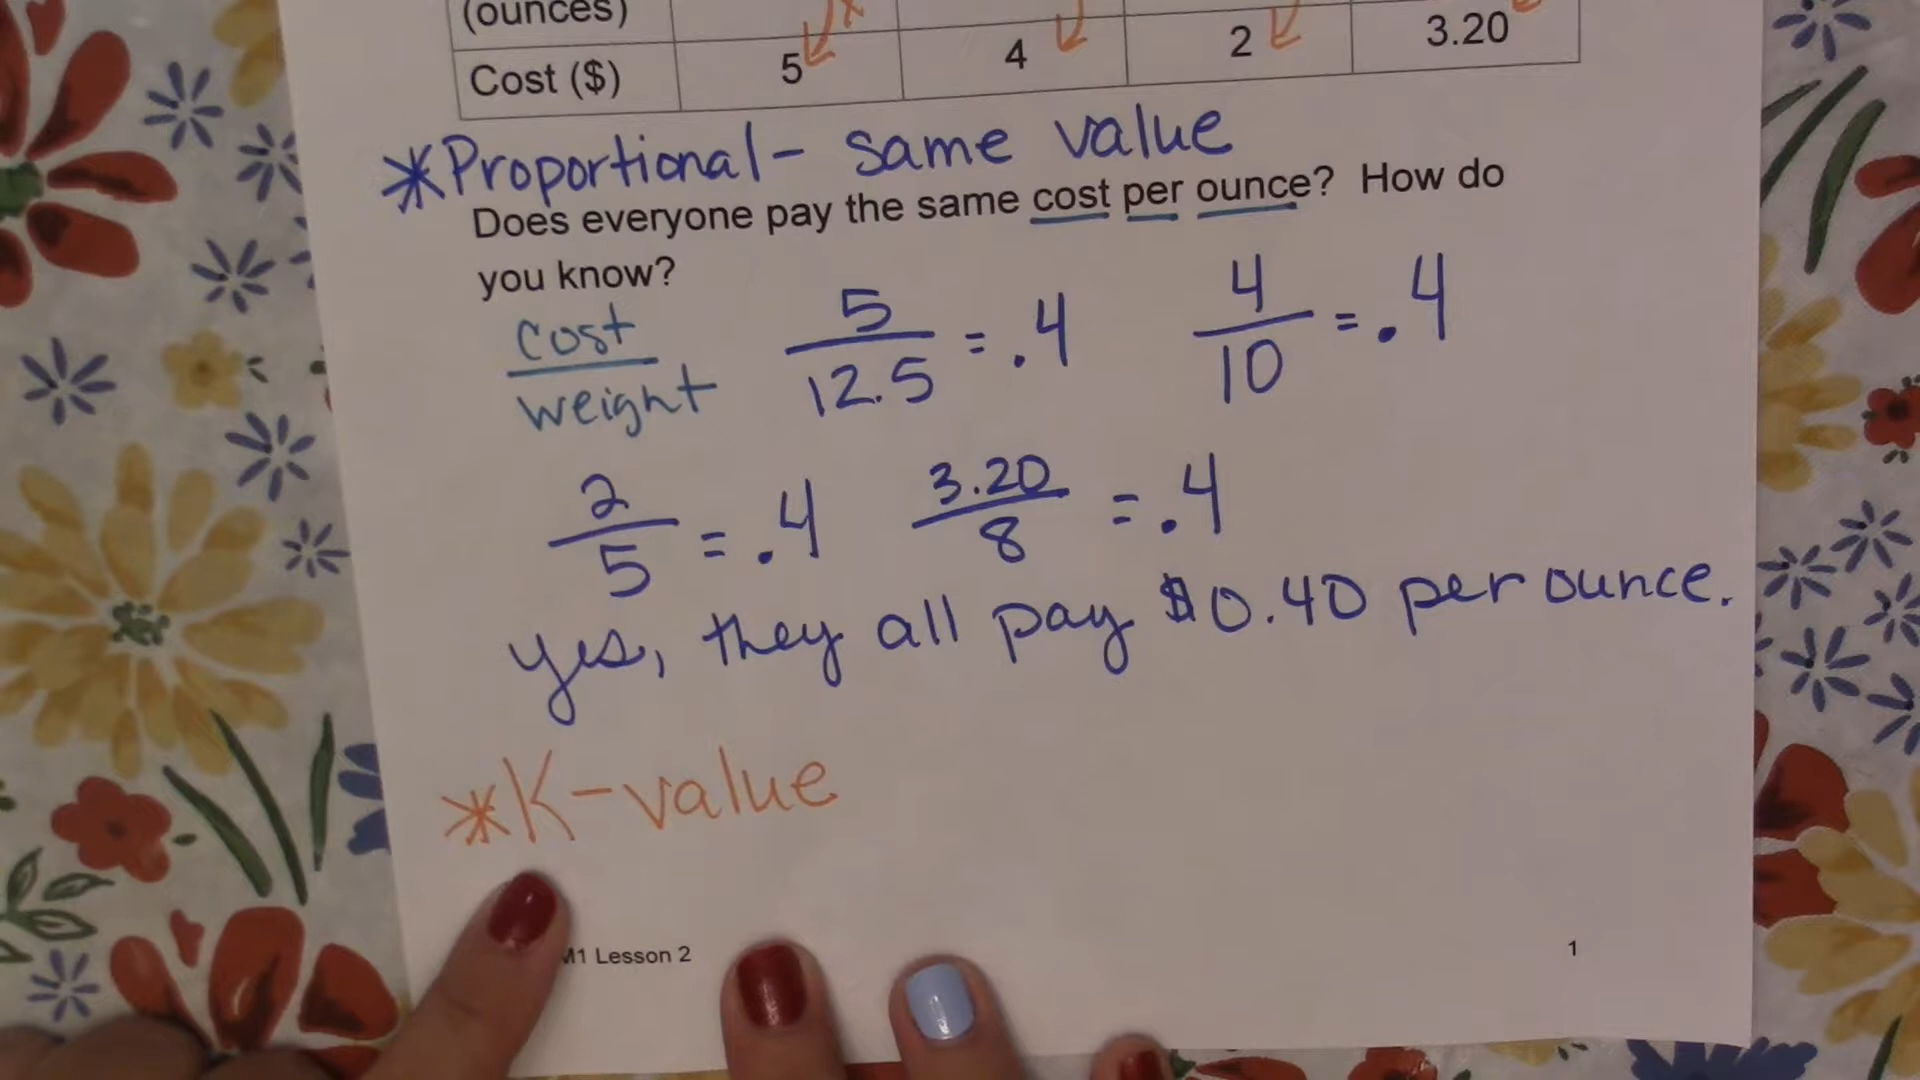 (ounces)
Cost ($) 5 4 2 3.20
*Proportional- same value
Does everyone pay the same cost per ounce? How do
you know?
cost
weight
5
12.5 = .4
4
10 = .4
2
5 = .4
3.20
8 = .4
yes, they all pay $0.40 per ounce.
*K-value
M1 Lesson 2 1